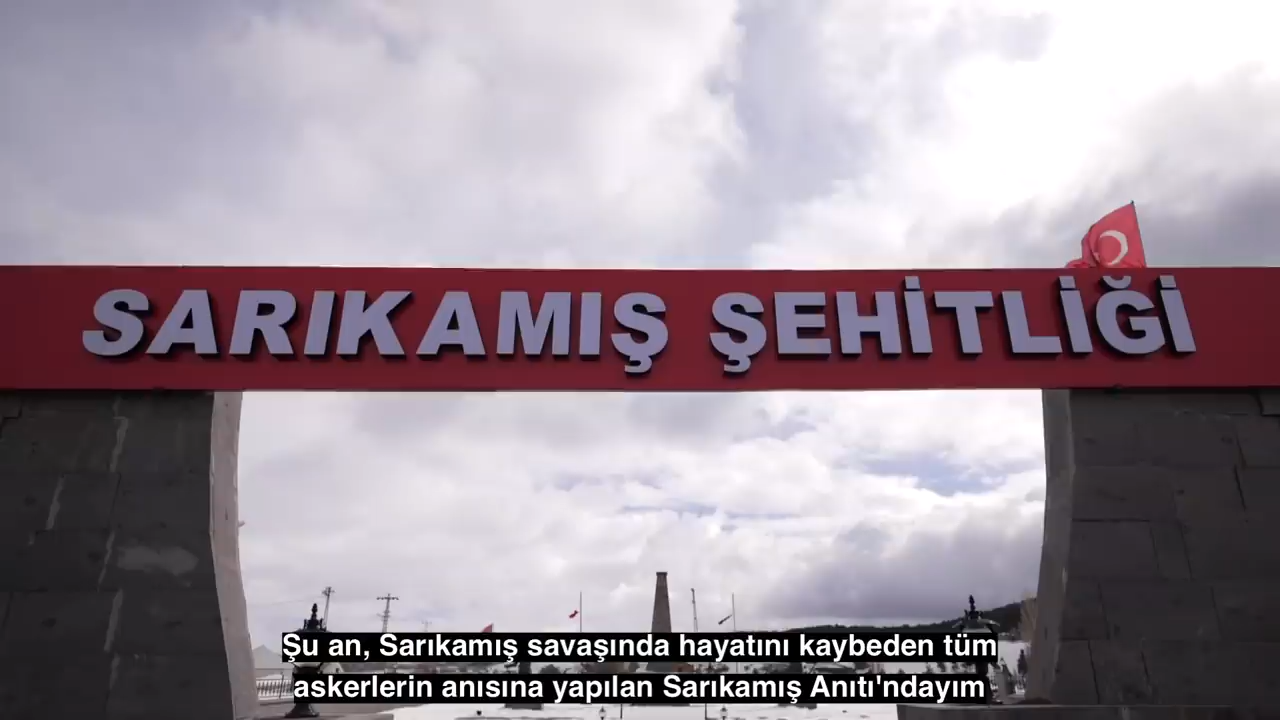 SARIKAMIŞ ŞEHİTLİĞİ
Şu an, Sarıkamış savaşında hayatını kaybeden tüm
askerlerin anısına yapılan Sarıkamış Anıtı'ndayım